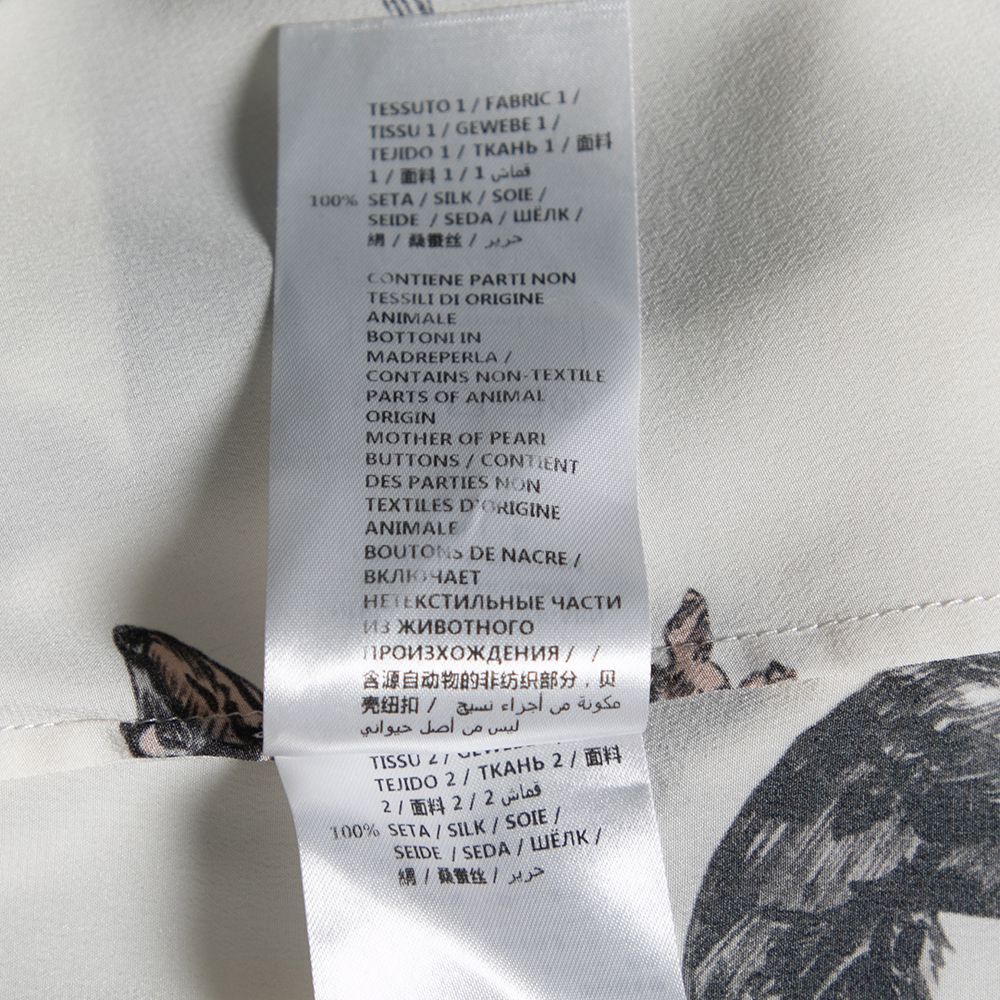 TESSUTO 1 / FABRIC 1 /
TISSU 1 / GEWEBE 1 /
TEJIDO 1 / ТКАНЬ 1 / 面料
1 / 面料 1 / 1 قماش
100% SETA / SILK / SOIE /
SEIDE / SEDA / ШЁЛК /
絹 / 桑蚕丝 / حرير
CONTIENE PARTI NON
TESSILI DI ORIGINE
ANIMALE
BOTTONI IN
MADREPERLA /
CONTAINS NON-TEXTILE
PARTS OF ANIMAL
ORIGIN
MOTHER OF PEARL
BUTTONS / CONTIENT
DES PARTIES NON
TEXTILES D'ORIGINE
ANIMALE
BOUTONS DE NACRE /
ВКЛЮЧАЕТ
НЕТЕКСТИЛЬНЫЕ ЧАСТИ
ИЗ ЖИВОТНОГО
ПРОИЗХОЖДЕНИЯ / /
含源自动物的非纺织部分，贝
壳纽扣 / مكونة من أجزاء نسيج
ليس من أصل حيواني
TISSU 2 / GEWEBE
TEJIDO 2 / ТКАНЬ 2 / 面料
2 / 面料 2 / 2 قماش
100% SETA / SILK / SOIE /
SEIDE / SEDA / ШЁЛК /
絹 / 桑蚕丝 / حرير